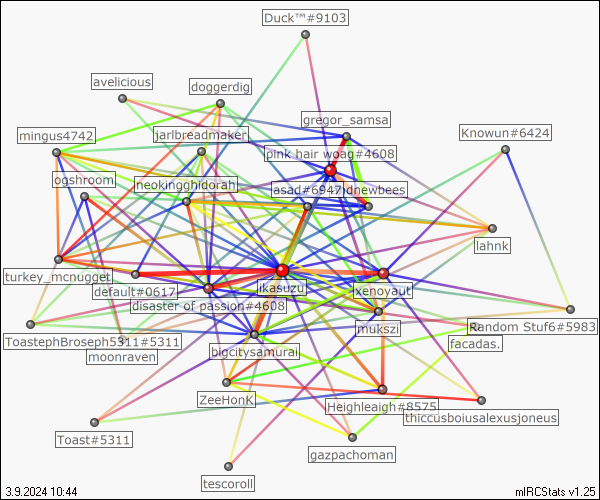 Duck™#9103
avelicious
doggerdig
gregor_samsa
mingus4742
jarlbreadmaker
Knowun#6424
pink hair woag#4608
ogshroom
neokingghidorah
asad#6947
idnewbees
lahnk
turkey_mcnugget
default#0617
ikasuzu
xenoyaut
disaster of passion#4608
mukszi
Random Stuf6#5983
ToastephBroseph5311#5311
facadas.
moonraven
bigcitysamurai
ZeeHonK
Heighleagh#8575
thiccusboiusalexusjoneus
Toast#5311
gazpachoman
tescoroll
3.9.2024 10:44
mIRCStats v1.25